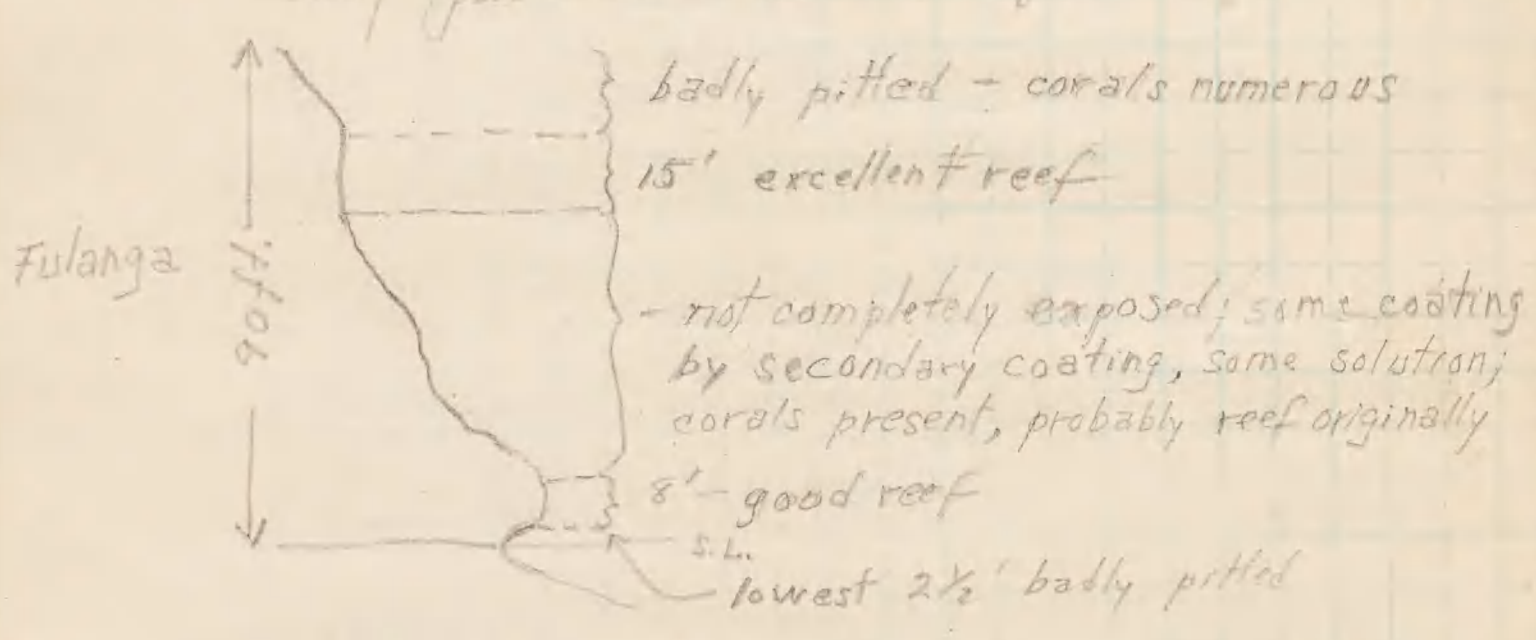 badly pitted - corals numerous
15' excellent reef
Fulanga
90 ft.
- not completely exposed; some coating
by secondary coating, some solution;
corals present, probably reef originally
8' - good reef
S.L.
lowest 2½' badly pitted